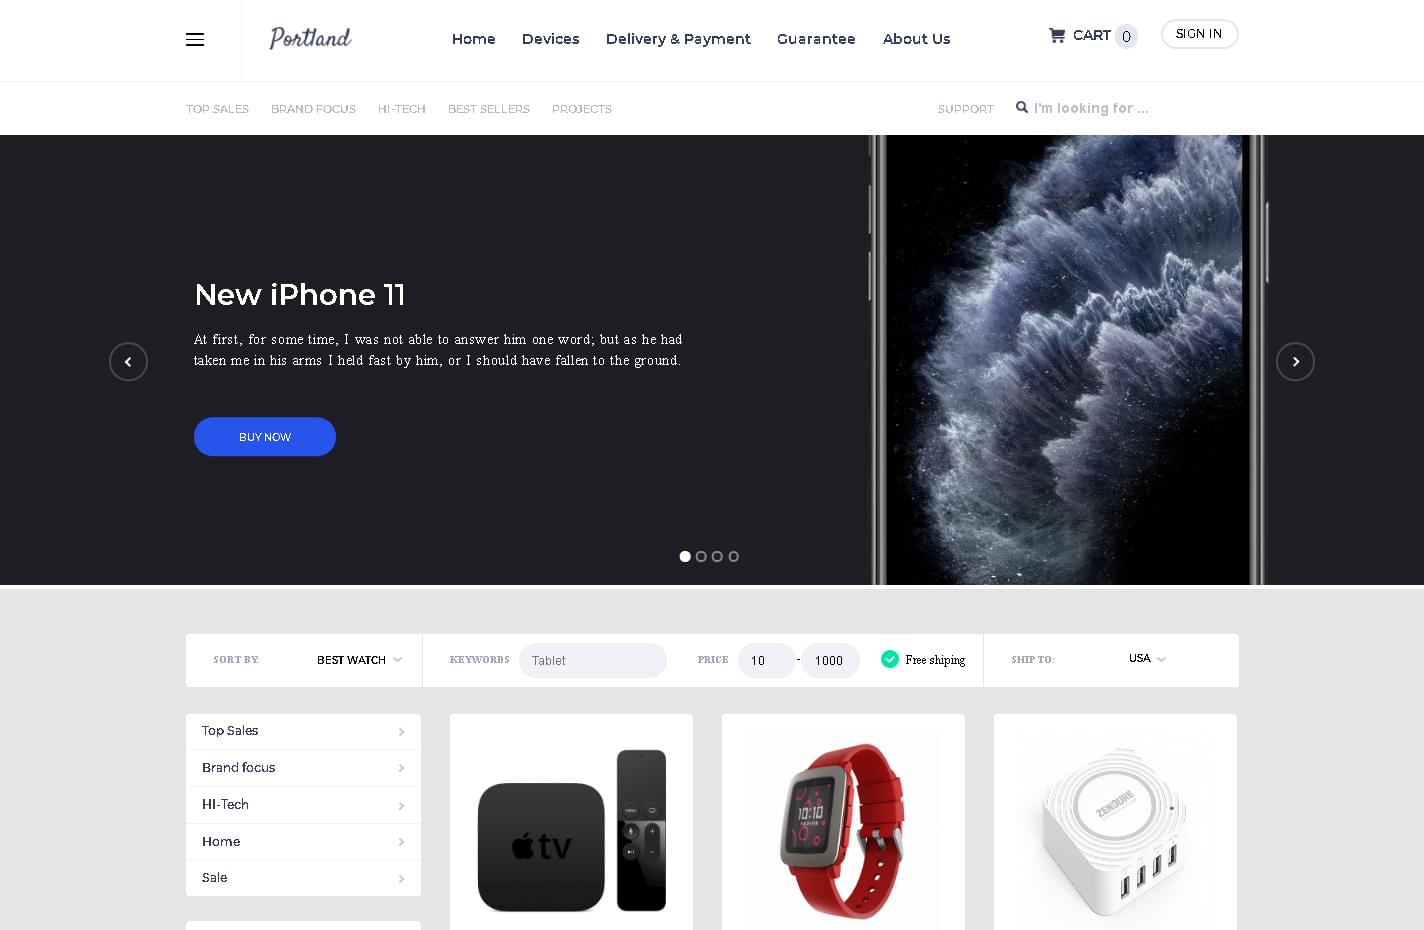 Portland
Home Devices Delivery & Payment Guarantee About Us
CART 0
SIGN IN
TOP SALES BRAND FOCUS HI-TECH BEST SELLERS PROJECTS
SUPPORT
I'm looking for ...
New iPhone 11
At first, for some time, I was not able to answer him one word; but as he had
taken me in his arms I held fast by him, or I should have fallen to the ground.
BUY NOW
SORT BY: BEST WATCH KEYWORDS Tablet PRICE 10 - 1000 Free shiping SHIP TO: USA
Top Sales
Brand focus
HI-Tech
Home
Sale
tv
MENU
10:10
ZENDURE